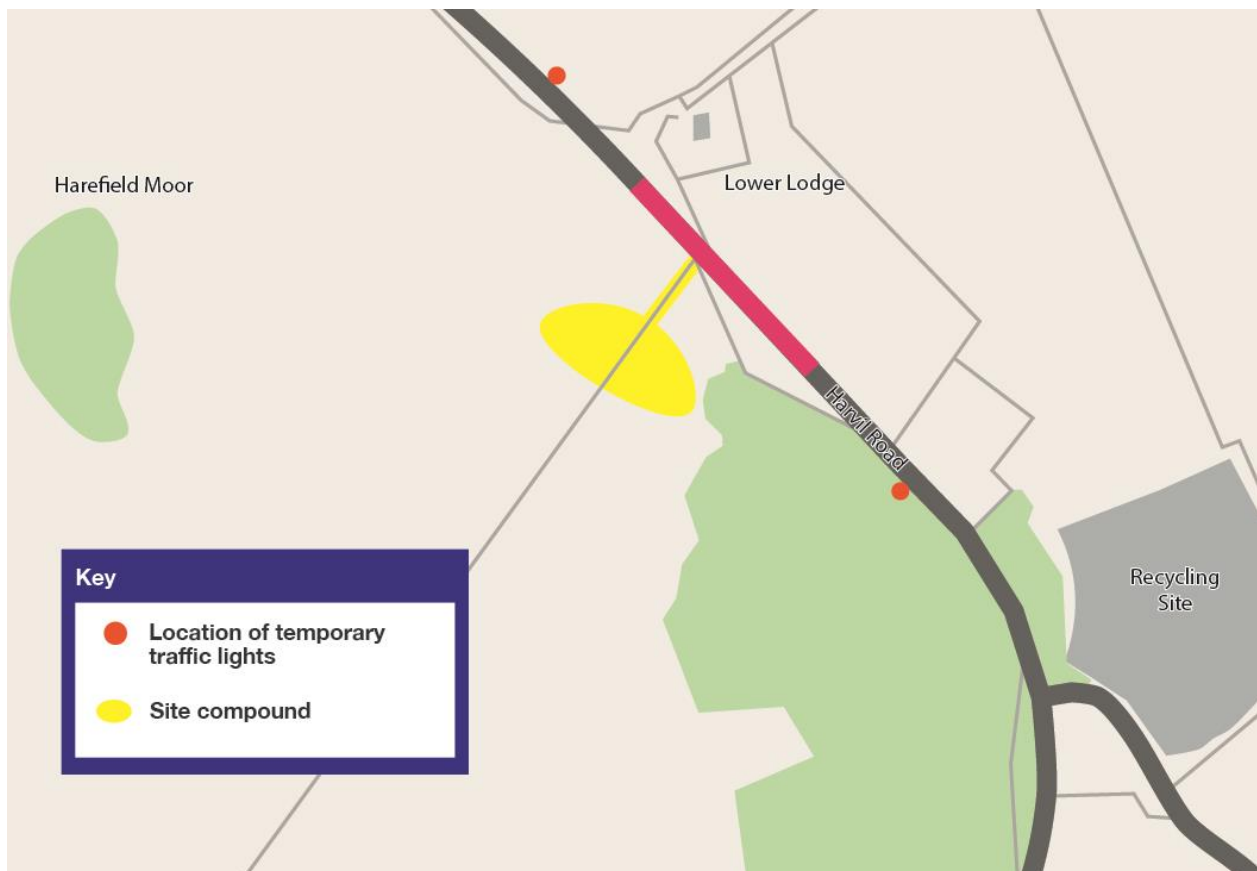 Harefield Moor
Lower Lodge
Harvil Road
Recycling
Site
Key
Location of temporary
traffic lights
Site compound